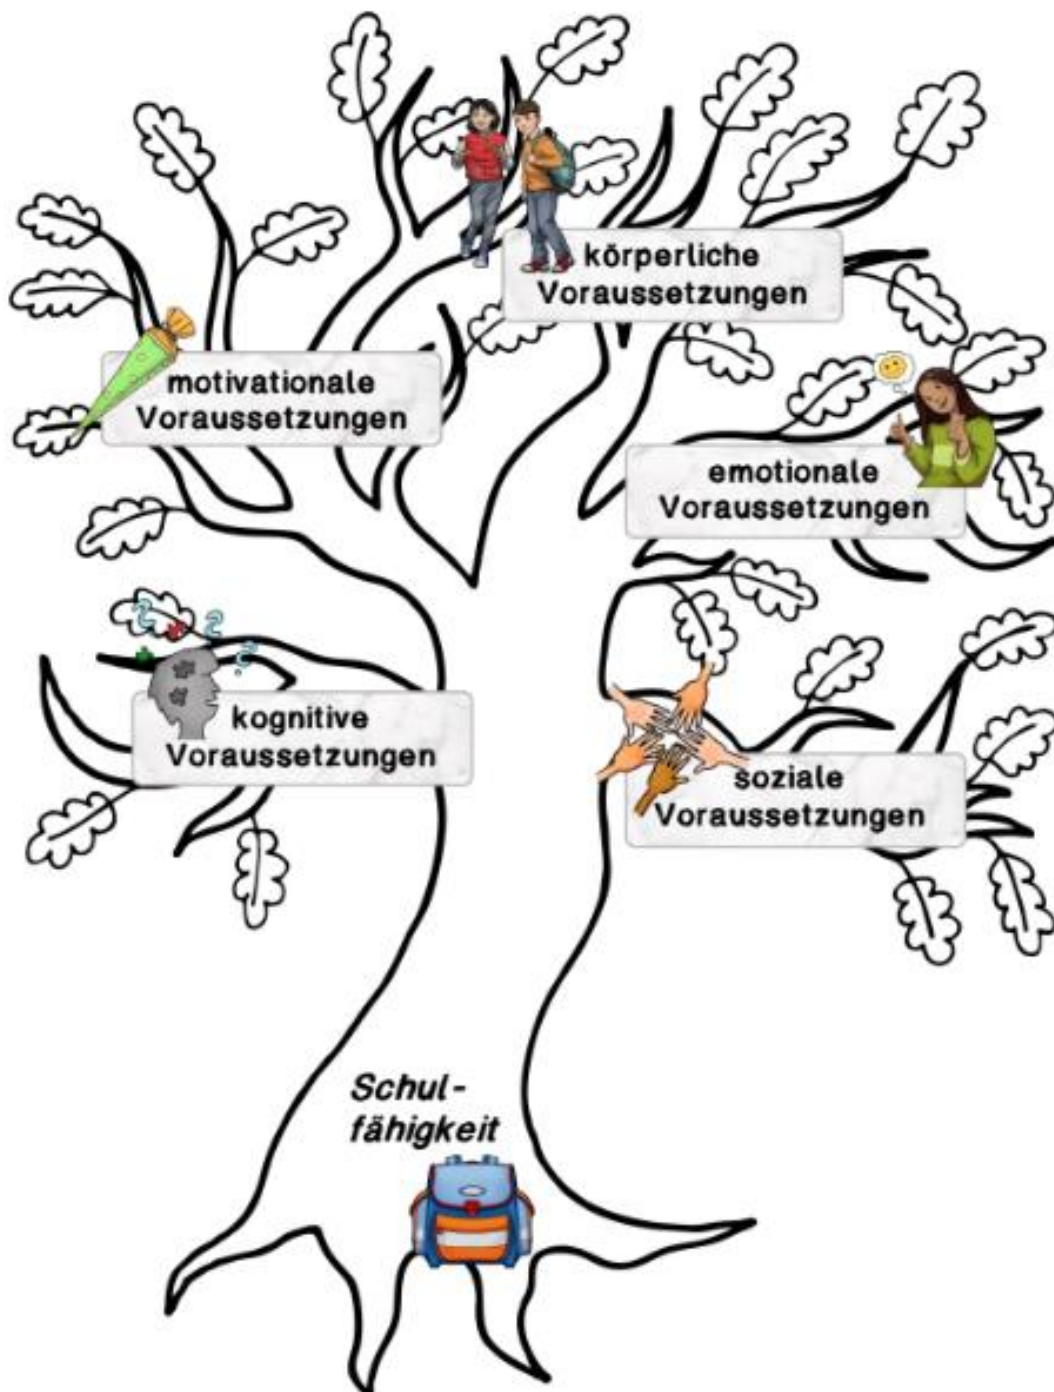 körperliche
Voraussetzungen
motivationale
Voraussetzungen
emotionale
Voraussetzungen
kognitive
Voraussetzungen
soziale
Voraussetzungen
Schul-
fähigkeit